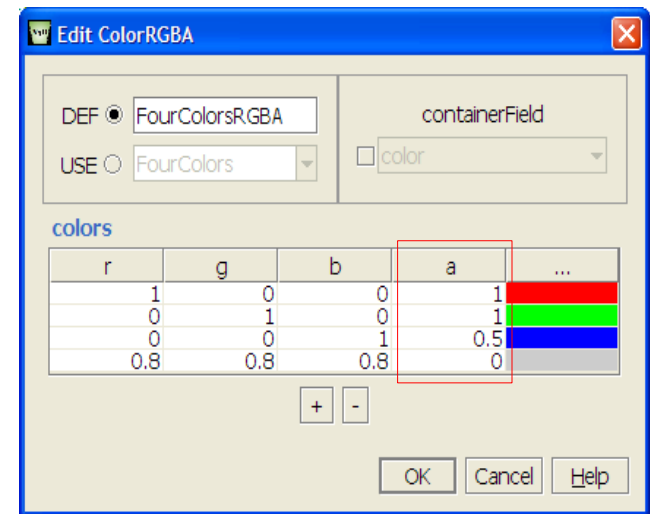 Edit ColorRGBA
DEF FourColorsRGBA containerField
USE FourColors color
colors
r g b a ...
1 0 0 1
0 1 0 1
0 0 1 0.5
0.8 0.8 0.8 0
+ -
OK Cancel Help